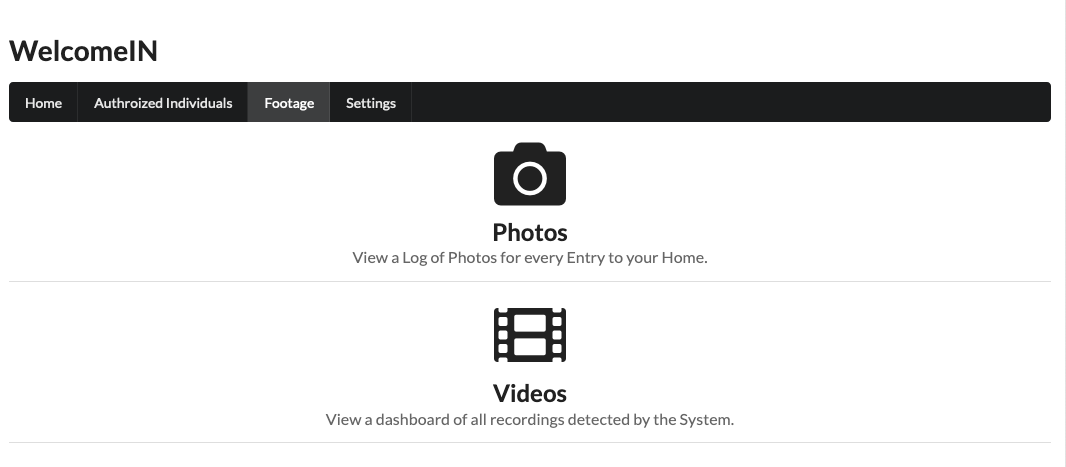 WelcomeIN
Home Authroized Individuals Footage Settings
Photos
View a Log of Photos for every Entry to your Home.
Videos
View a dashboard of all recordings detected by the System.